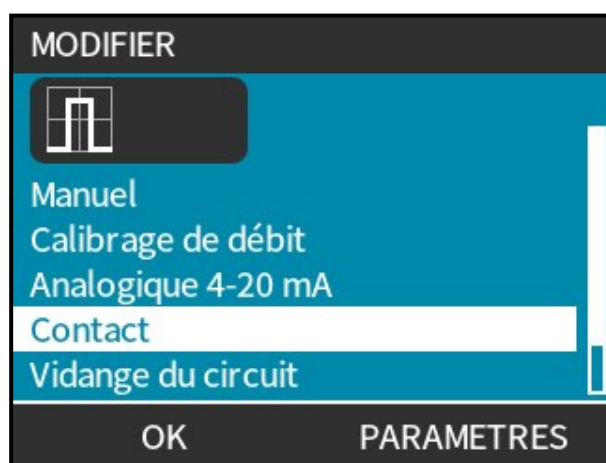 MODIFIER
Manuel
Calibrage de débit
Analogique 4-20 mA
Contact
Vidange du circuit
OK PARAMETRES